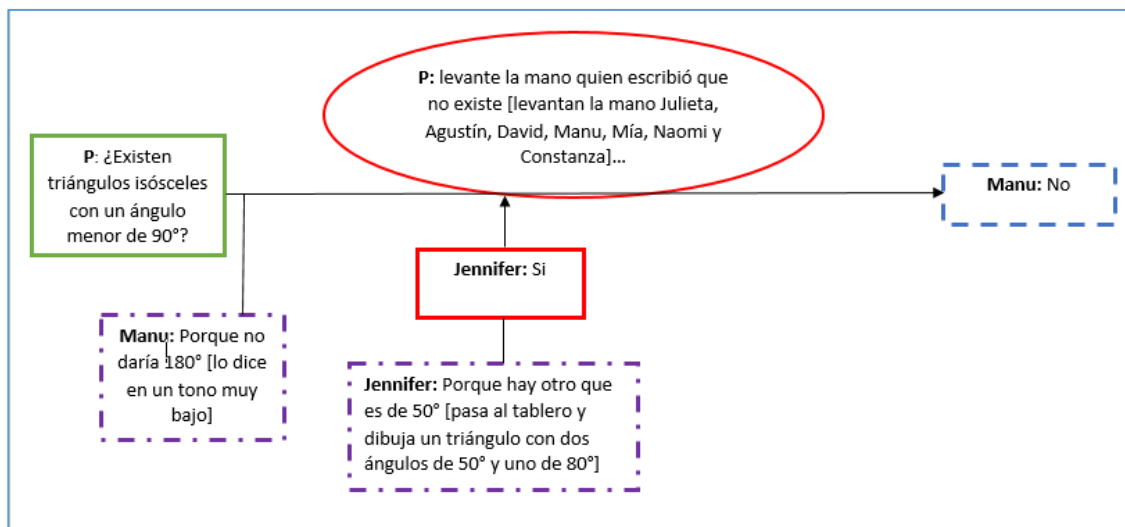 P: levante la mano quien escribió que
no existe [levantan la mano Julieta,
Agustín, David, Manu, Mía, Naomi y
Constanza]...
P: ¿Existen
triángulos isósceles
con un ángulo
menor de 90°?
Manu: No
Jennifer: Si
Manu: Porque no
daría 180° [lo dice
en un tono muy
bajo]
Jennifer: Porque hay otro que
es de 50° [pasa al tablero y
dibuja un triángulo con dos
ángulos de 50° y uno de 80°]